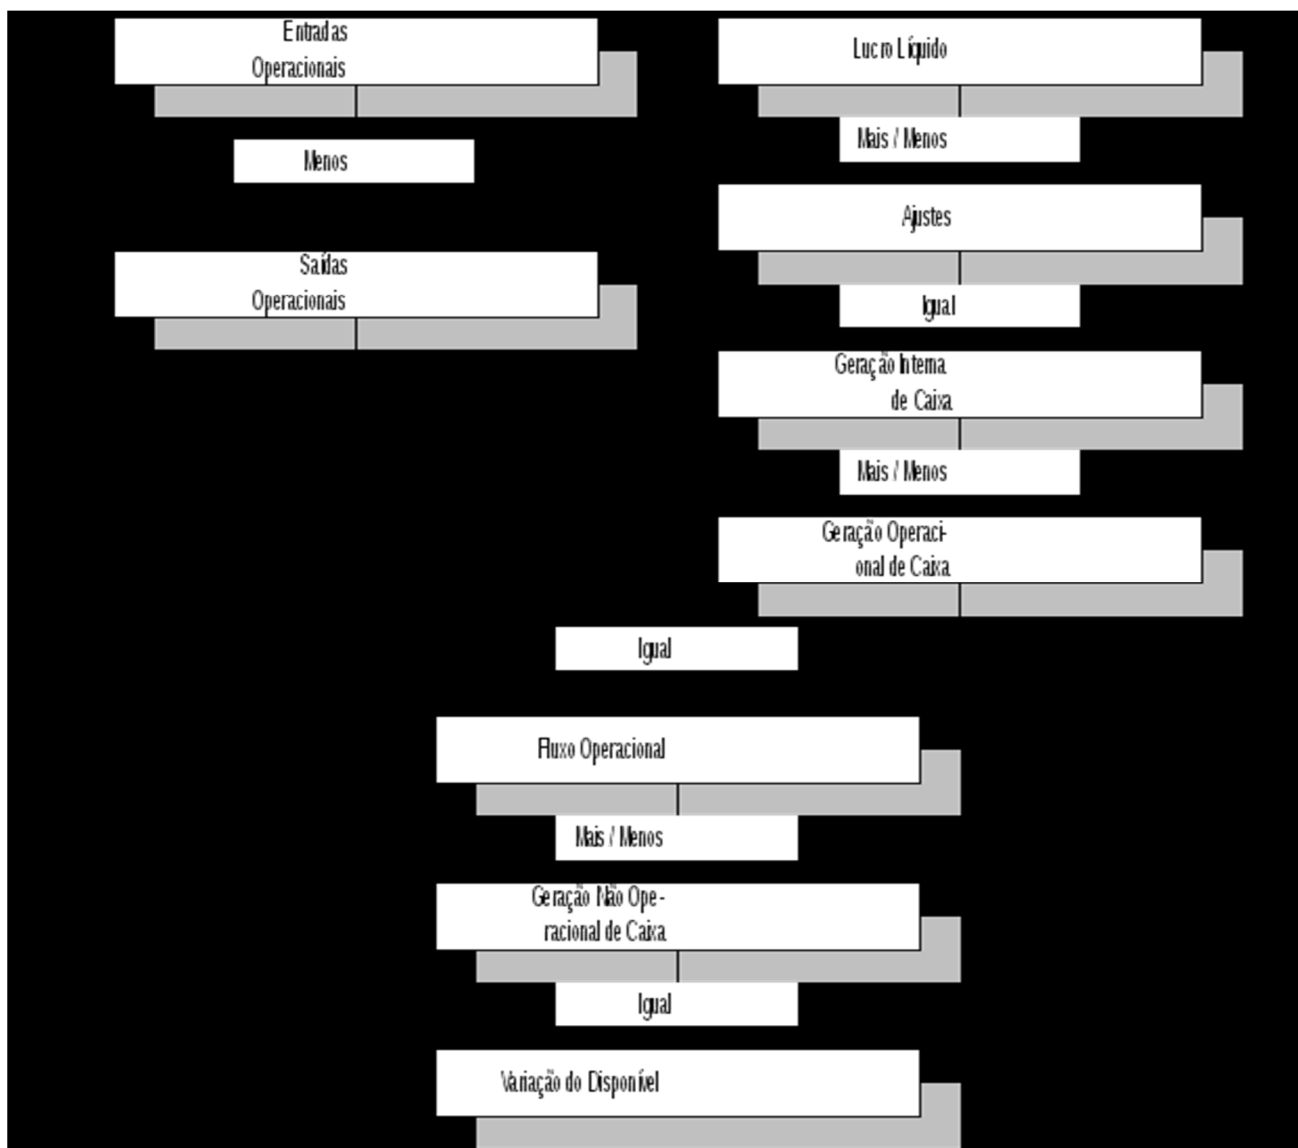 Entradas
Operacionais
Menos
Saídas
Operacionais
Lucro Líquido
Mais / Menos
Ajustes
Igual
Geração Interna
de Caixa
Mais / Menos
Geração Operaci-
onal de Caixa
Igual
Fluxo Operacional
Mais / Menos
Geração Não Ope-
racional de Caixa
Igual
Variação do Disponível